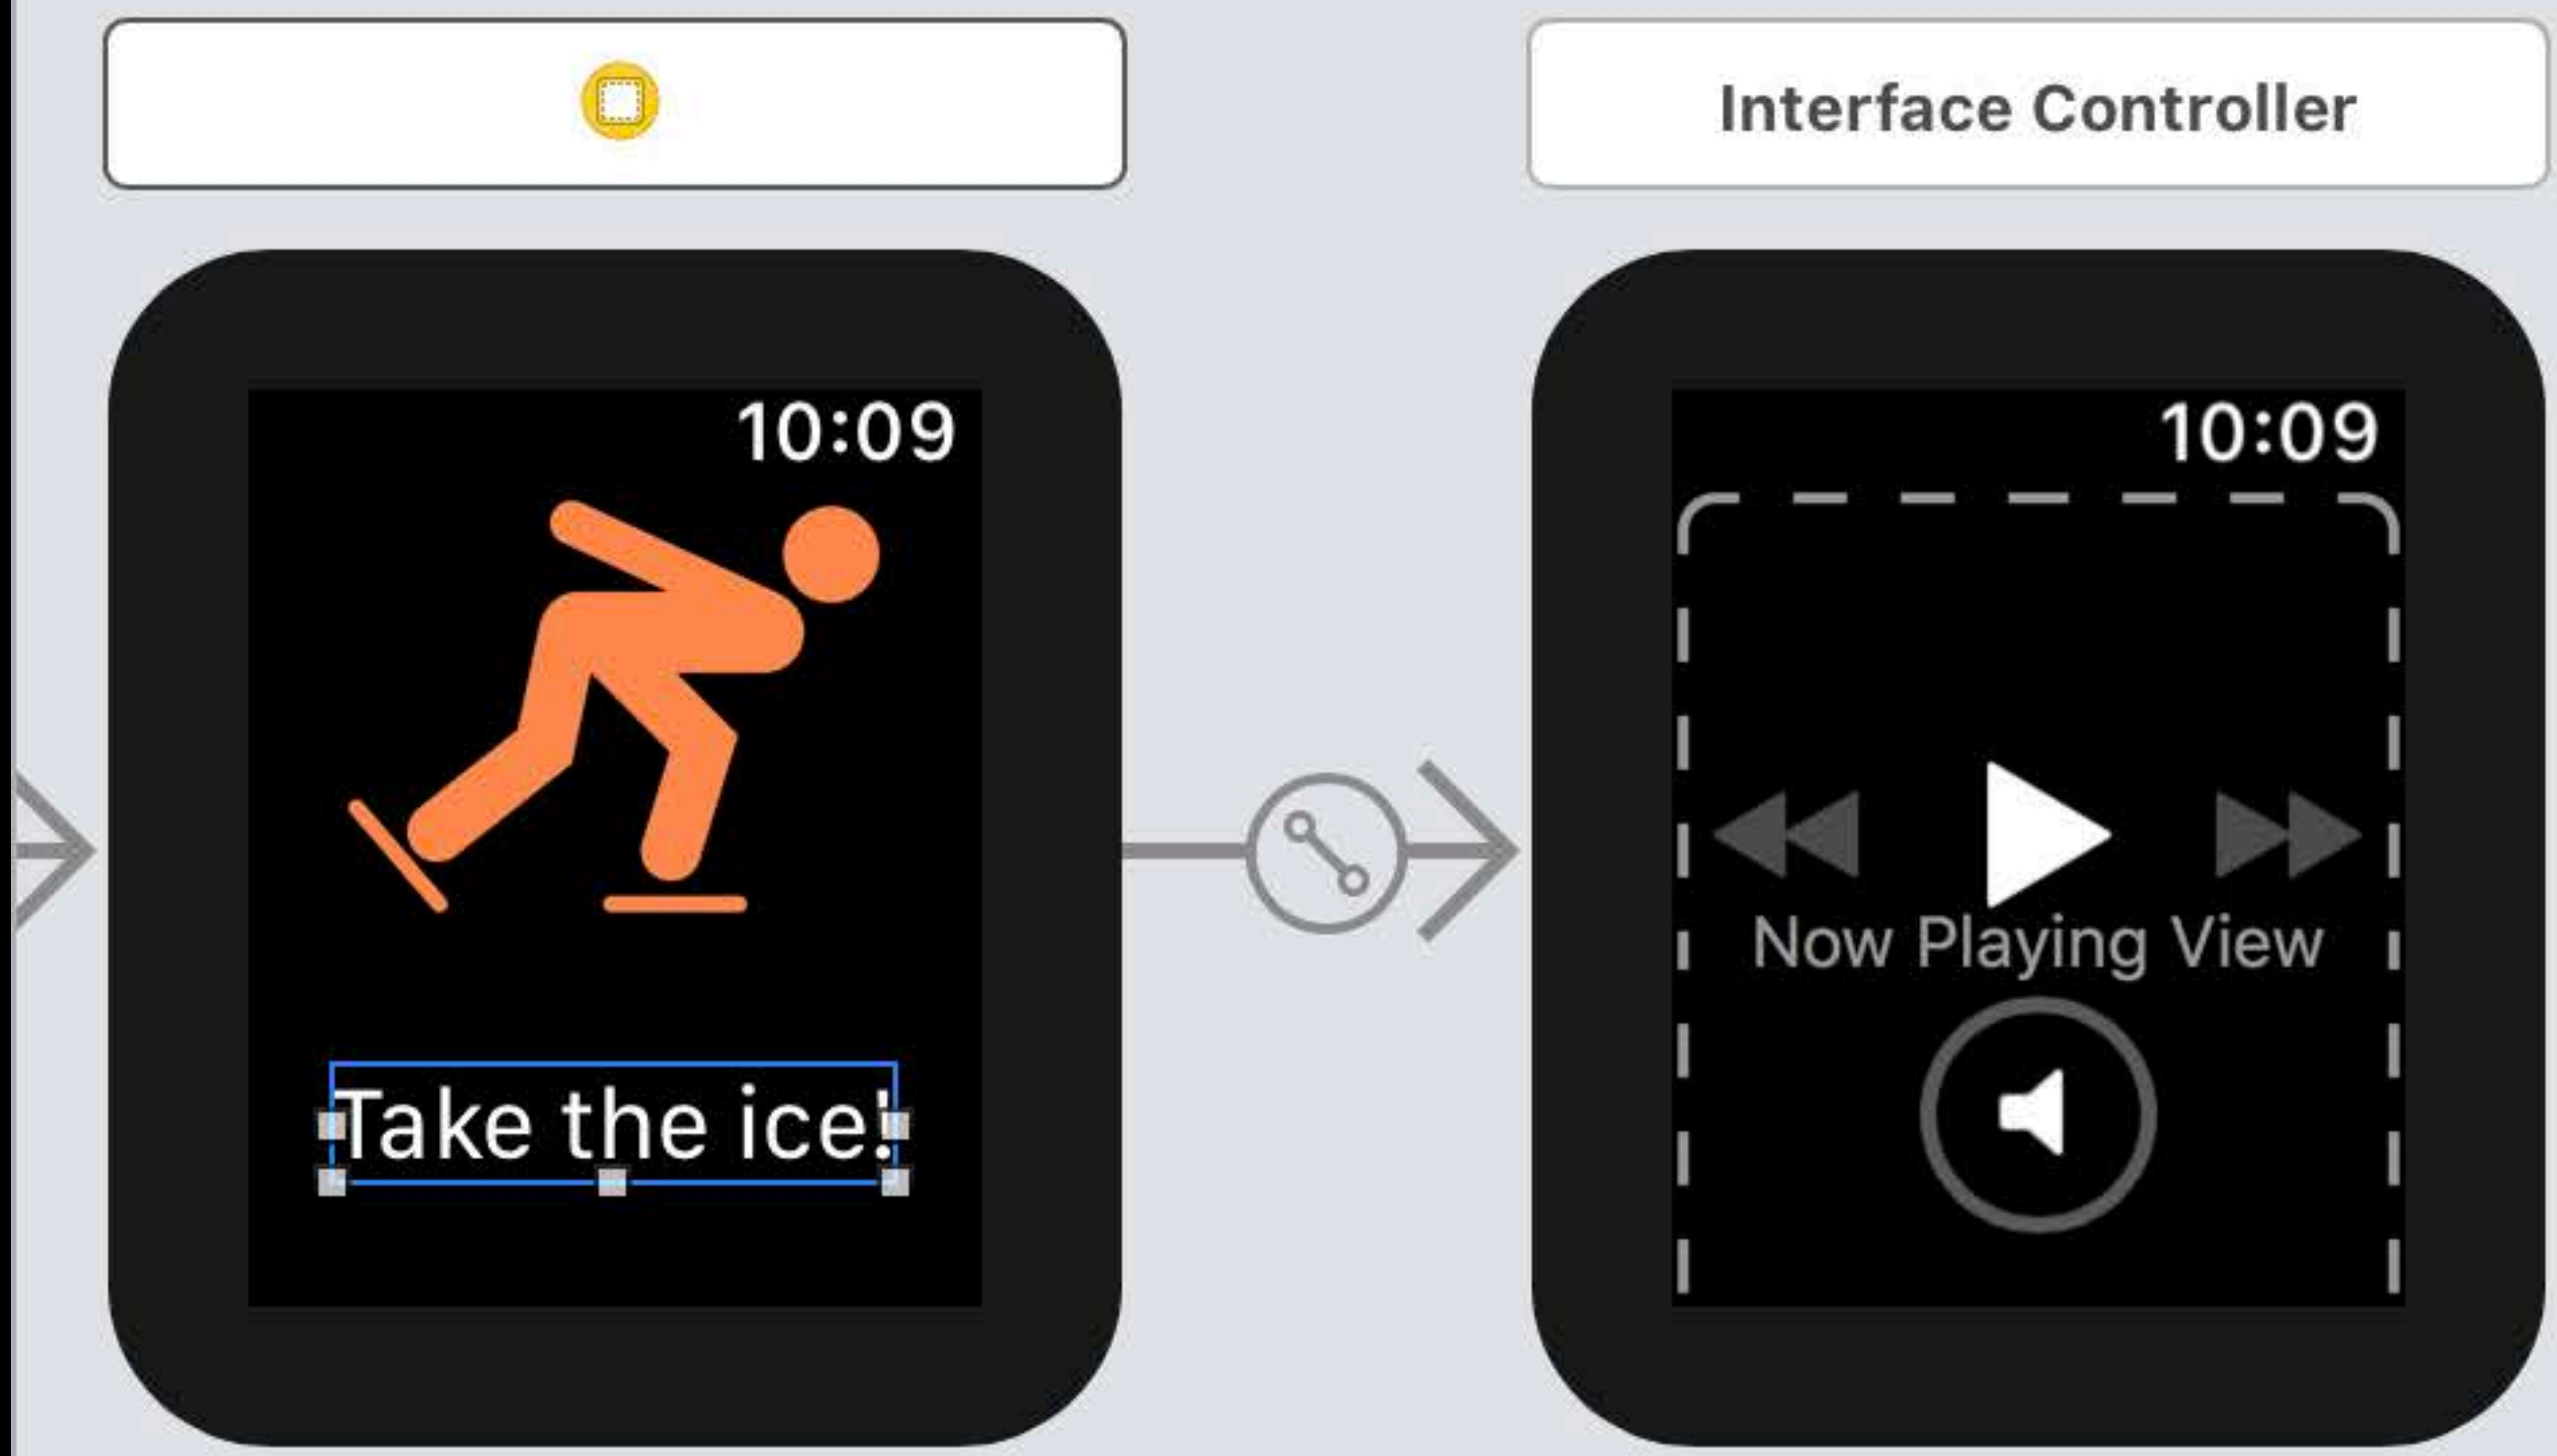 Interface Controller
10:09
Take the ice!
10:09
Now Playing View